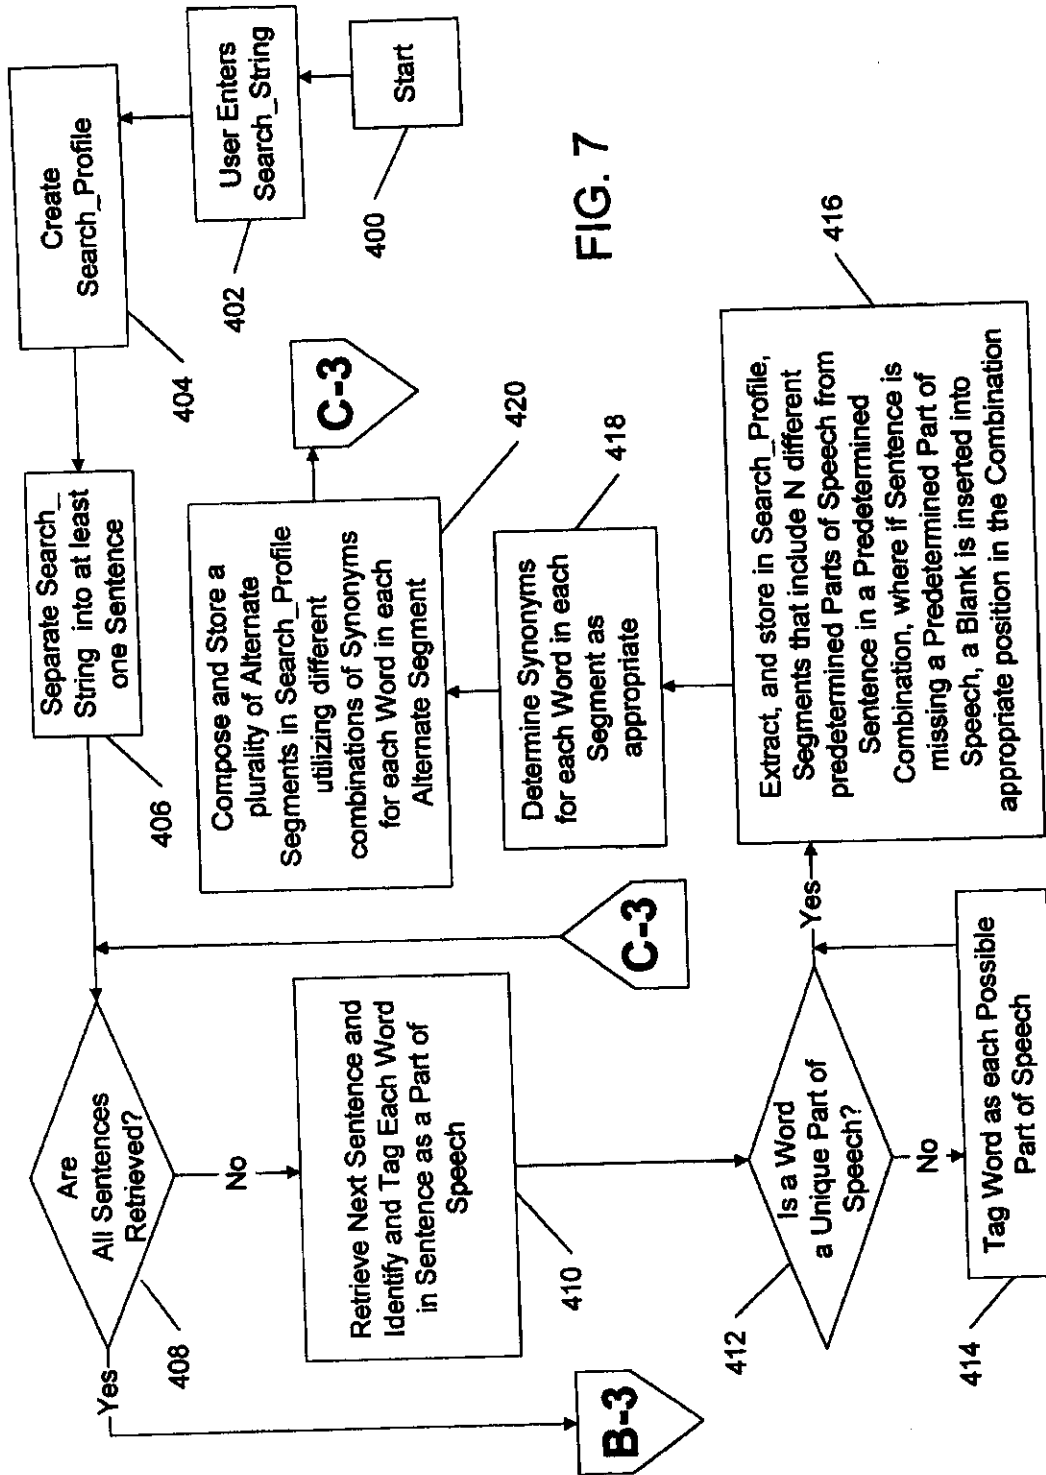 Start
400
User Enters
Search_String
402
Create
Search_Profile
404
Separate Search_
String into at least
one Sentence
406
Are
All Sentences
Retrieved?
408
Yes
B-3
No
Retrieve Next Sentence and
Identify and Tag Each Word
in Sentence as a Part of
Speech
410
C-3
Is a Word
a Unique Part of
Speech?
412
No
Tag Word as each Possible
Part of Speech
414
Yes
Extract, and store in Search_Profile,
Segments that include N different
predetermined Parts of Speech from
Sentence in a Predetermined
Combination, where if Sentence is
missing a Predetermined Part of
Speech, a Blank is inserted into
appropriate position in the Combination
416
Determine Synonyms
for each Word in each
Segment as
appropriate
418
Compose and Store a
plurality of Alternate
Segments in Search_Profile
utilizing different
combinations of Synonyms
for each Word in each
Alternate Segment
420
C-3
FIG. 7